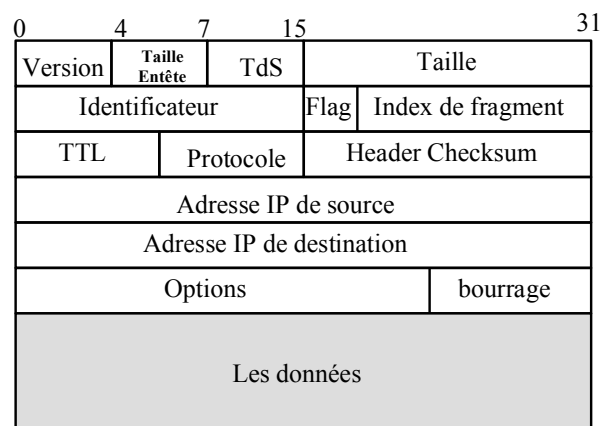 0 4 7 15 31
Version Taille Entête TdS Taille
Identificateur Flag Index de fragment
TTL Protocole Header Checksum
Adresse IP de source
Adresse IP de destination
Options bourrage
Les données